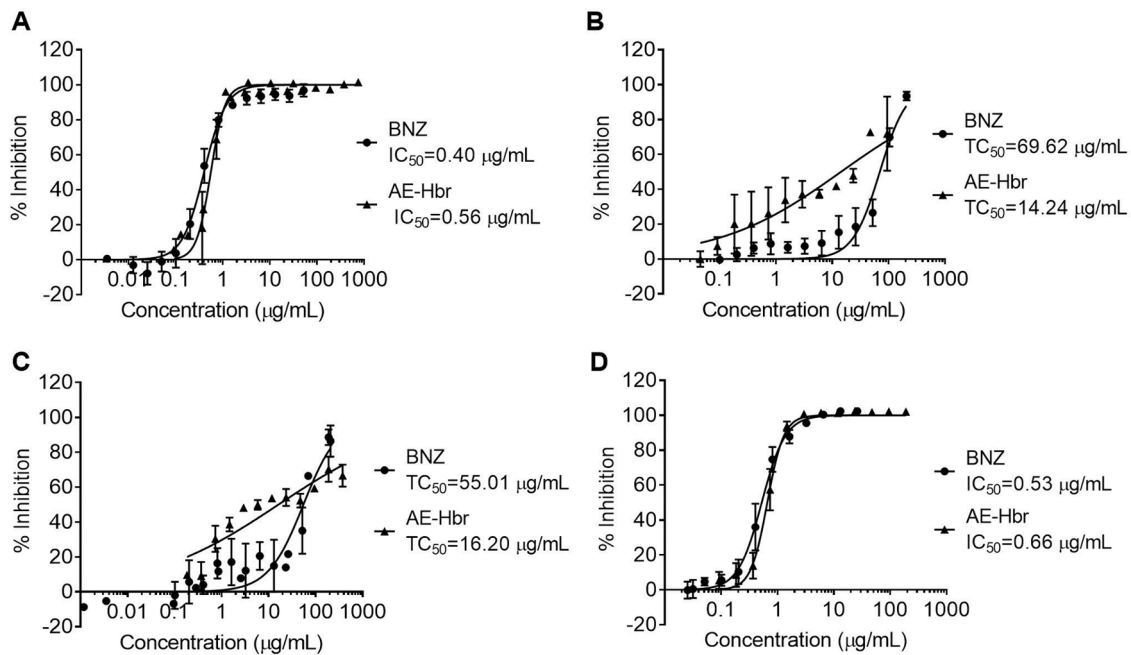 A
% Inhibition
120
100
80
60
40
20
0
-20
0.01 0.1 1 10 100 1000
Concentration (μg/mL)
BNZ
IC₅₀=0.40 μg/mL
AE-Hbr
IC₅₀=0.56 μg/mL
B
% Inhibition
120
100
80
60
40
20
0
-20
0.1 1 10 100 1000
Concentration (μg/mL)
BNZ
TC₅₀=69.62 μg/mL
AE-Hbr
TC₅₀=14.24 μg/mL
C
% Inhibition
120
100
80
60
40
20
0
-20
0.01 0.1 1 10 100 1000
Concentration (μg/mL)
BNZ
TC₅₀=55.01 μg/mL
AE-Hbr
TC₅₀=16.20 μg/mL
D
% Inhibition
120
100
80
60
40
20
0
-20
0.1 1 10 100 1000
Concentration (μg/mL)
BNZ
IC₅₀=0.53 μg/mL
AE-Hbr
IC₅₀=0.66 μg/mL